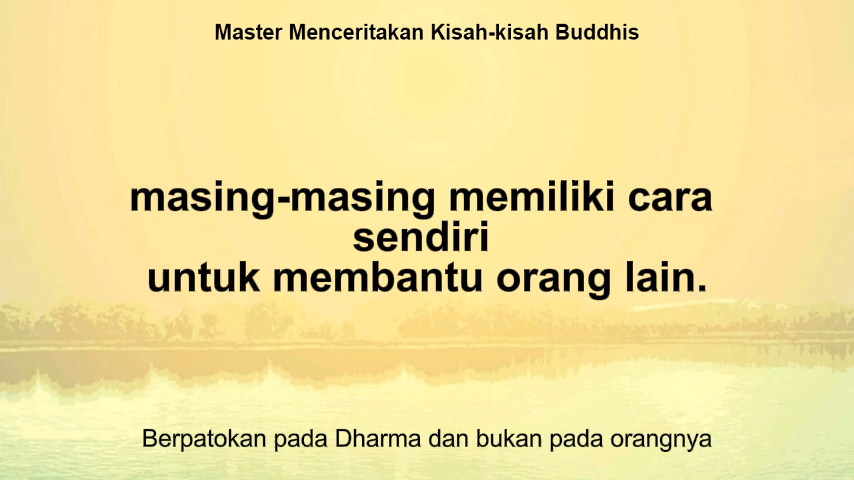 Master Menceritakan Kisah-kisah Buddhis
masing-masing memiliki cara
sendiri
untuk membantu orang lain.
Berpatokan pada Dharma dan bukan pada orangnya